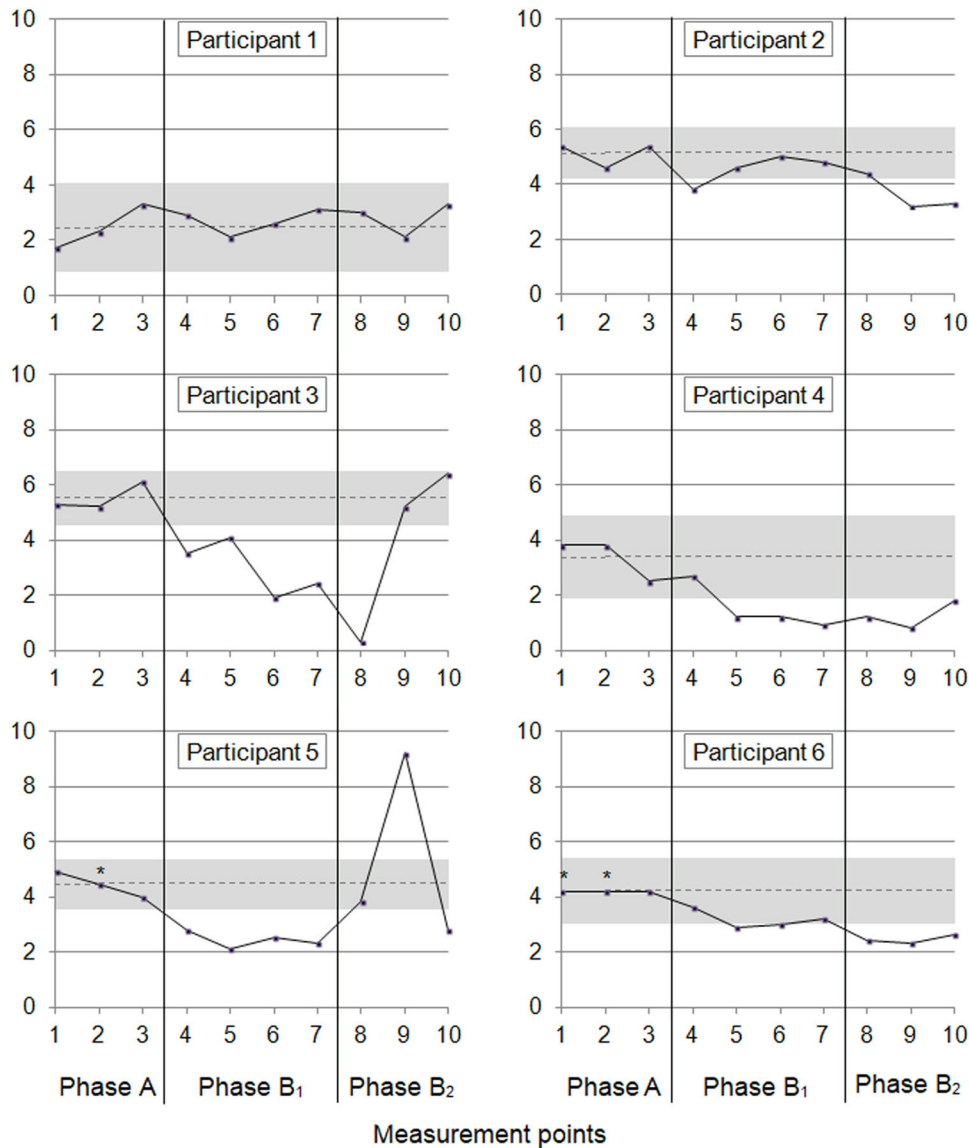 Participant 1
10
8
6
4
2
0
1 2 3 4 5 6 7 8 9 10
Participant 2
10
8
6
4
2
0
1 2 3 4 5 6 7 8 9 10
Participant 3
10
8
6
4
2
0
1 2 3 4 5 6 7 8 9 10
Participant 4
10
8
6
4
2
0
1 2 3 4 5 6 7 8 9 10
Participant 5
10
8
6
4
2
0
*
1 2 3 4 5 6 7 8 9 10
Phase A Phase B₁ Phase B₂
Participant 6
10
8
6
4
2
0
* *
1 2 3 4 5 6 7 8 9 10
Phase A Phase B₁ Phase B₂
Measurement points